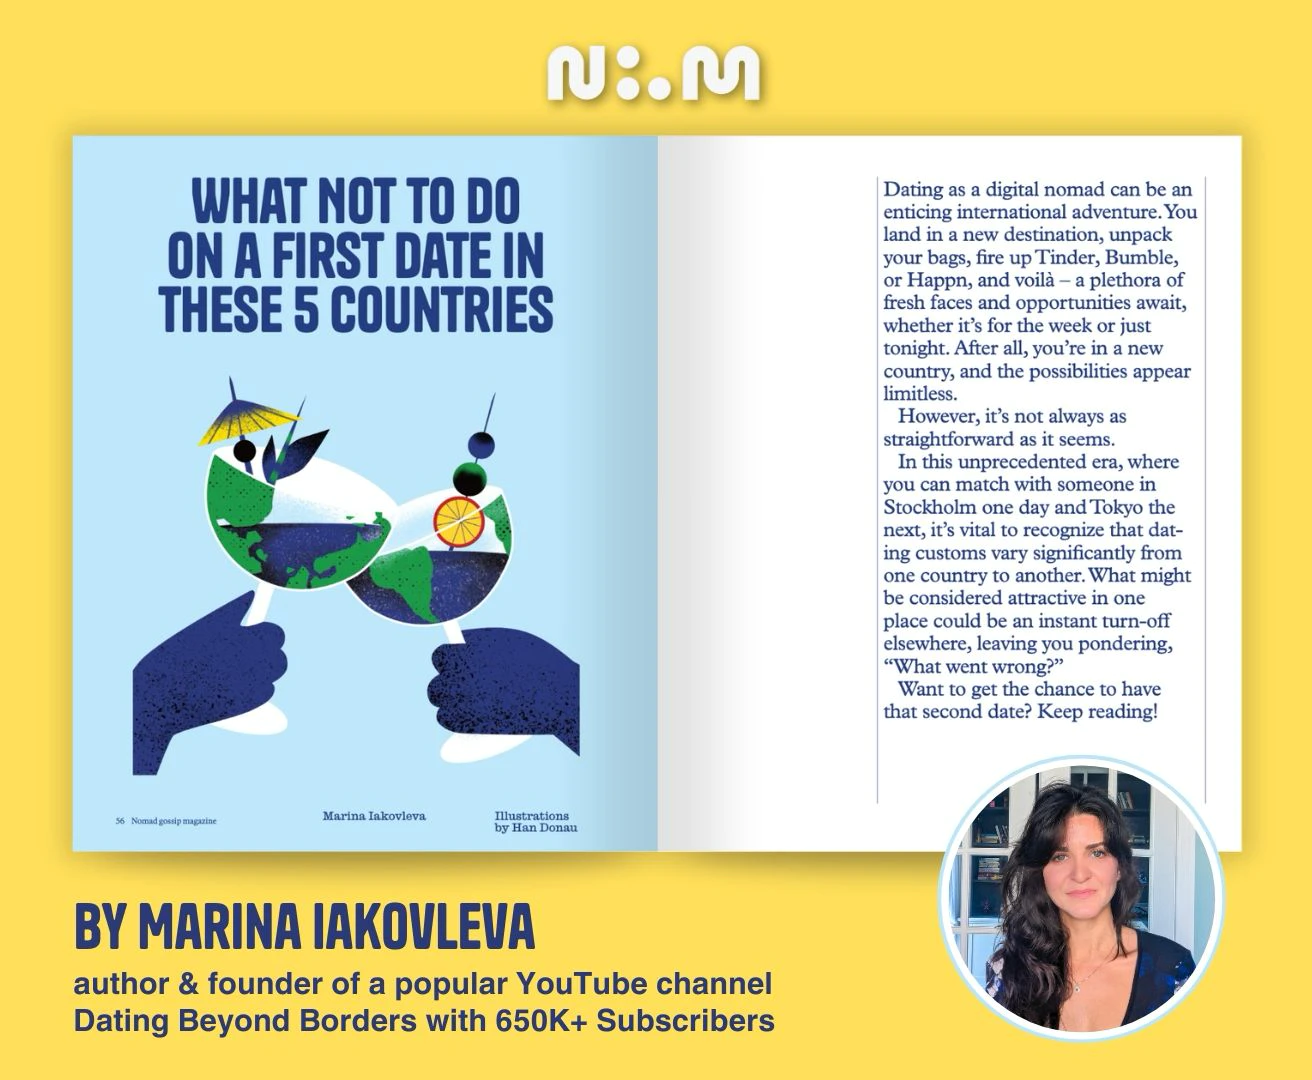 N:.M
WHAT NOT TO DO
ON A FIRST DATE IN
THESE 5 COUNTRIES
56 Nomad gossip magazine
Marina Iakovleva
Illustrations
by Han Donau
Dating as a digital nomad can be an
enticing international adventure. You
land in a new destination, unpack
your bags, fire up Tinder, Bumble,
or Happn, and voilà – a plethora of
fresh faces and opportunities await,
whether it’s for the week or just
tonight. After all, you’re in a new
country, and the possibilities appear
limitless.
However, it’s not always as
straightforward as it seems.
In this unprecedented era, where
you can match with someone in
Stockholm one day and Tokyo the
next, it’s vital to recognize that dat-
ing customs vary significantly from
one country to another. What might
be considered attractive in one
place could be an instant turn-off
elsewhere, leaving you pondering,
“What went wrong?”
Want to get the chance to have
that second date? Keep reading!
BY MARINA IAKOVLEVA
author & founder of a popular YouTube channel
Dating Beyond Borders with 650K+ Subscribers